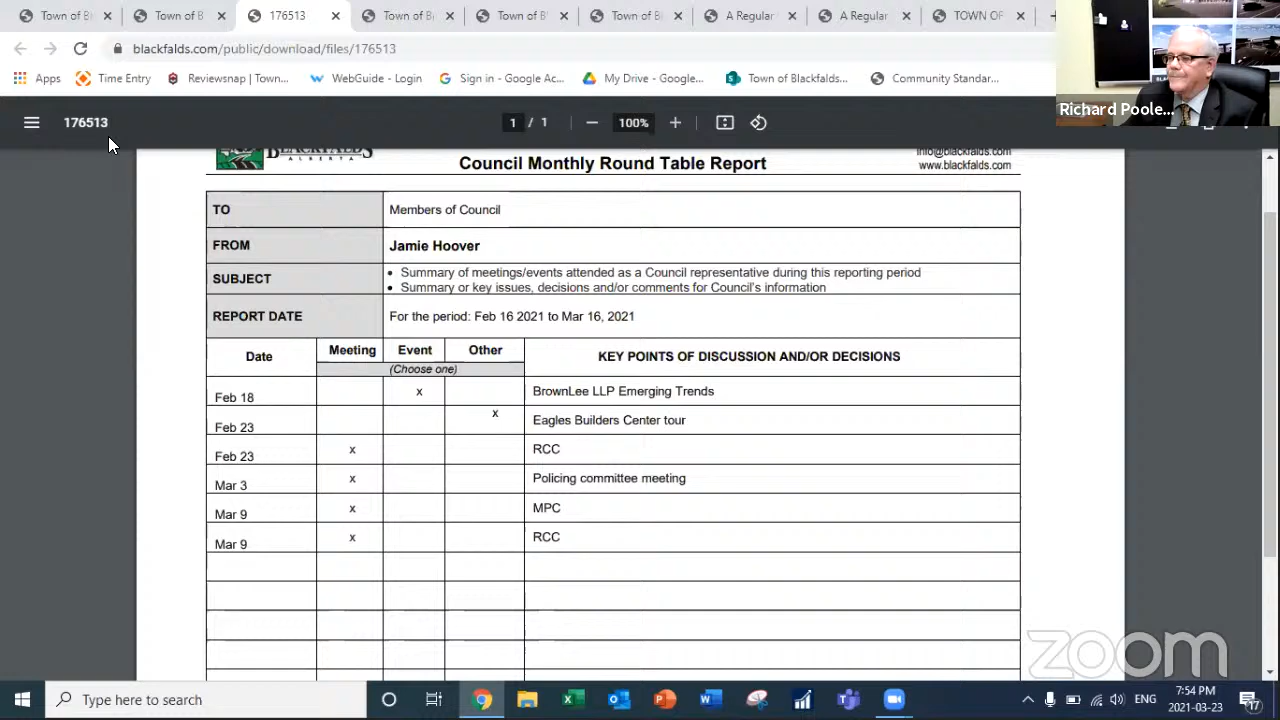 Town of B
Town of B
176513
Town of B
Town of B
Town of B
A Regular
A Regular
TOWN OF
blackfalds.com/public/download/files/176513
Apps
Time Entry
Reviewsnap | Town...
WebGuide - Login
Sign in - Google Ac...
My Drive - Google...
Town of Blackfalds...
Community Standar...
Richard Poole...
176513
1 / 1
100%
BLACKFALDS
ALBERTA
Council Monthly Round Table Report
info@blackfalds.com
www.blackfalds.com
TO
Members of Council
FROM
Jamie Hoover
SUBJECT
• Summary of meetings/events attended as a Council representative during this reporting period
• Summary or key issues, decisions and/or comments for Council's information
REPORT DATE
For the period: Feb 16 2021 to Mar 16, 2021
Date
Meeting
Event
Other
(Choose one)
KEY POINTS OF DISCUSSION AND/OR DECISIONS
Feb 18 x BrownLee LLP Emerging Trends
Feb 23 x Eagles Builders Center tour
Feb 23 x RCC
Mar 3 x Policing committee meeting
Mar 9 x MPC
Mar 9 x RCC
zoom
Type here to search
ENG
7:54 PM
2021-03-23
17